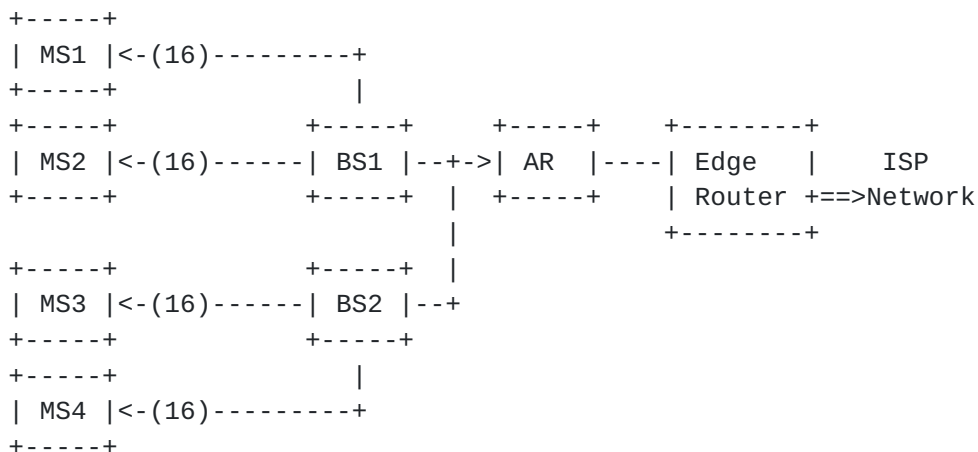 +-----+
| MS1 |<-(16)---------+
+-----+               |
+-----+            +-----+     +-----+    +--------+
| MS2 |<-(16)------| BS1 |--+->| AR  |----| Edge   |    ISP
+-----+            +-----+  |  +-----+    | Router +==>Network
                            |             +--------+
+-----+            +-----+  |
| MS3 |<-(16)------| BS2 |--+
+-----+            +-----+
+-----+               |
| MS4 |<-(16)---------+
+-----+